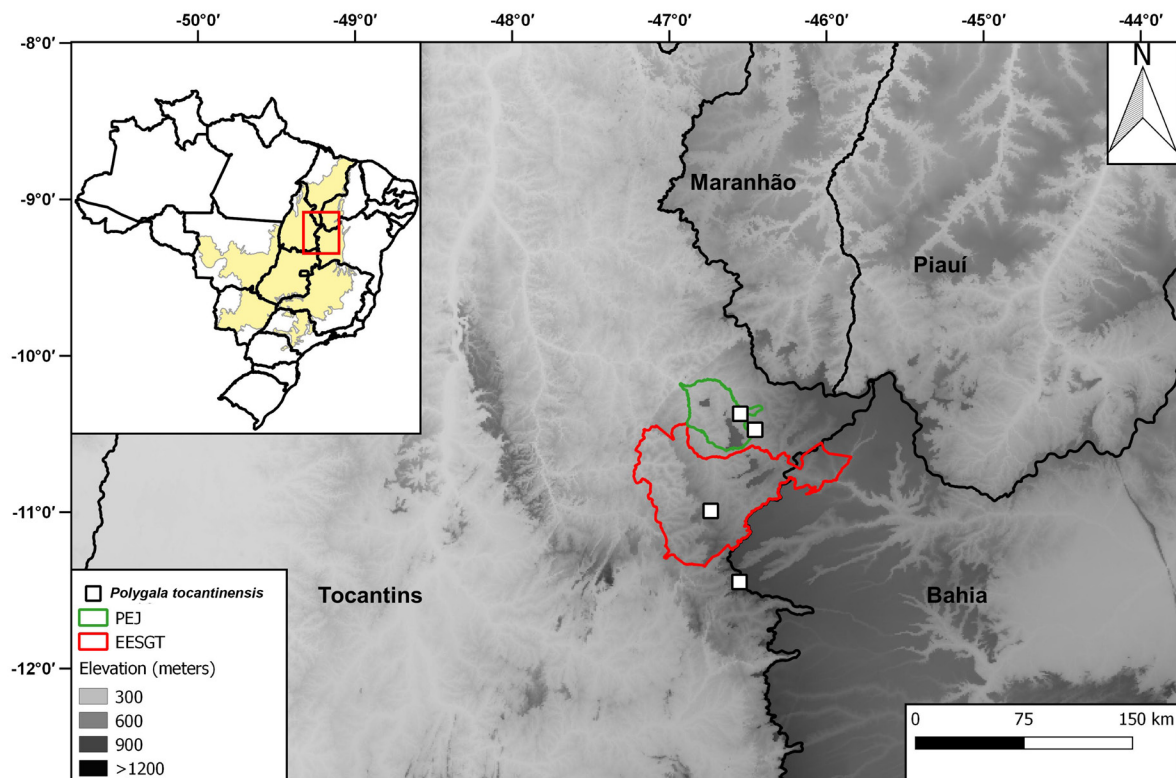 -50°0′ -49°0′ -48°0′ -47°0′ -46°0′ -45°0′ -44°0′
-8°0′
N
Maranhão
-9°0′
Piauí
-10°0′
-11°0′
Polygala tocantinensis
Tocantins
Bahia
PEJ
EESGT
-12°0′
Elevation (meters)
300
600
900
>1200
0 75 150 km